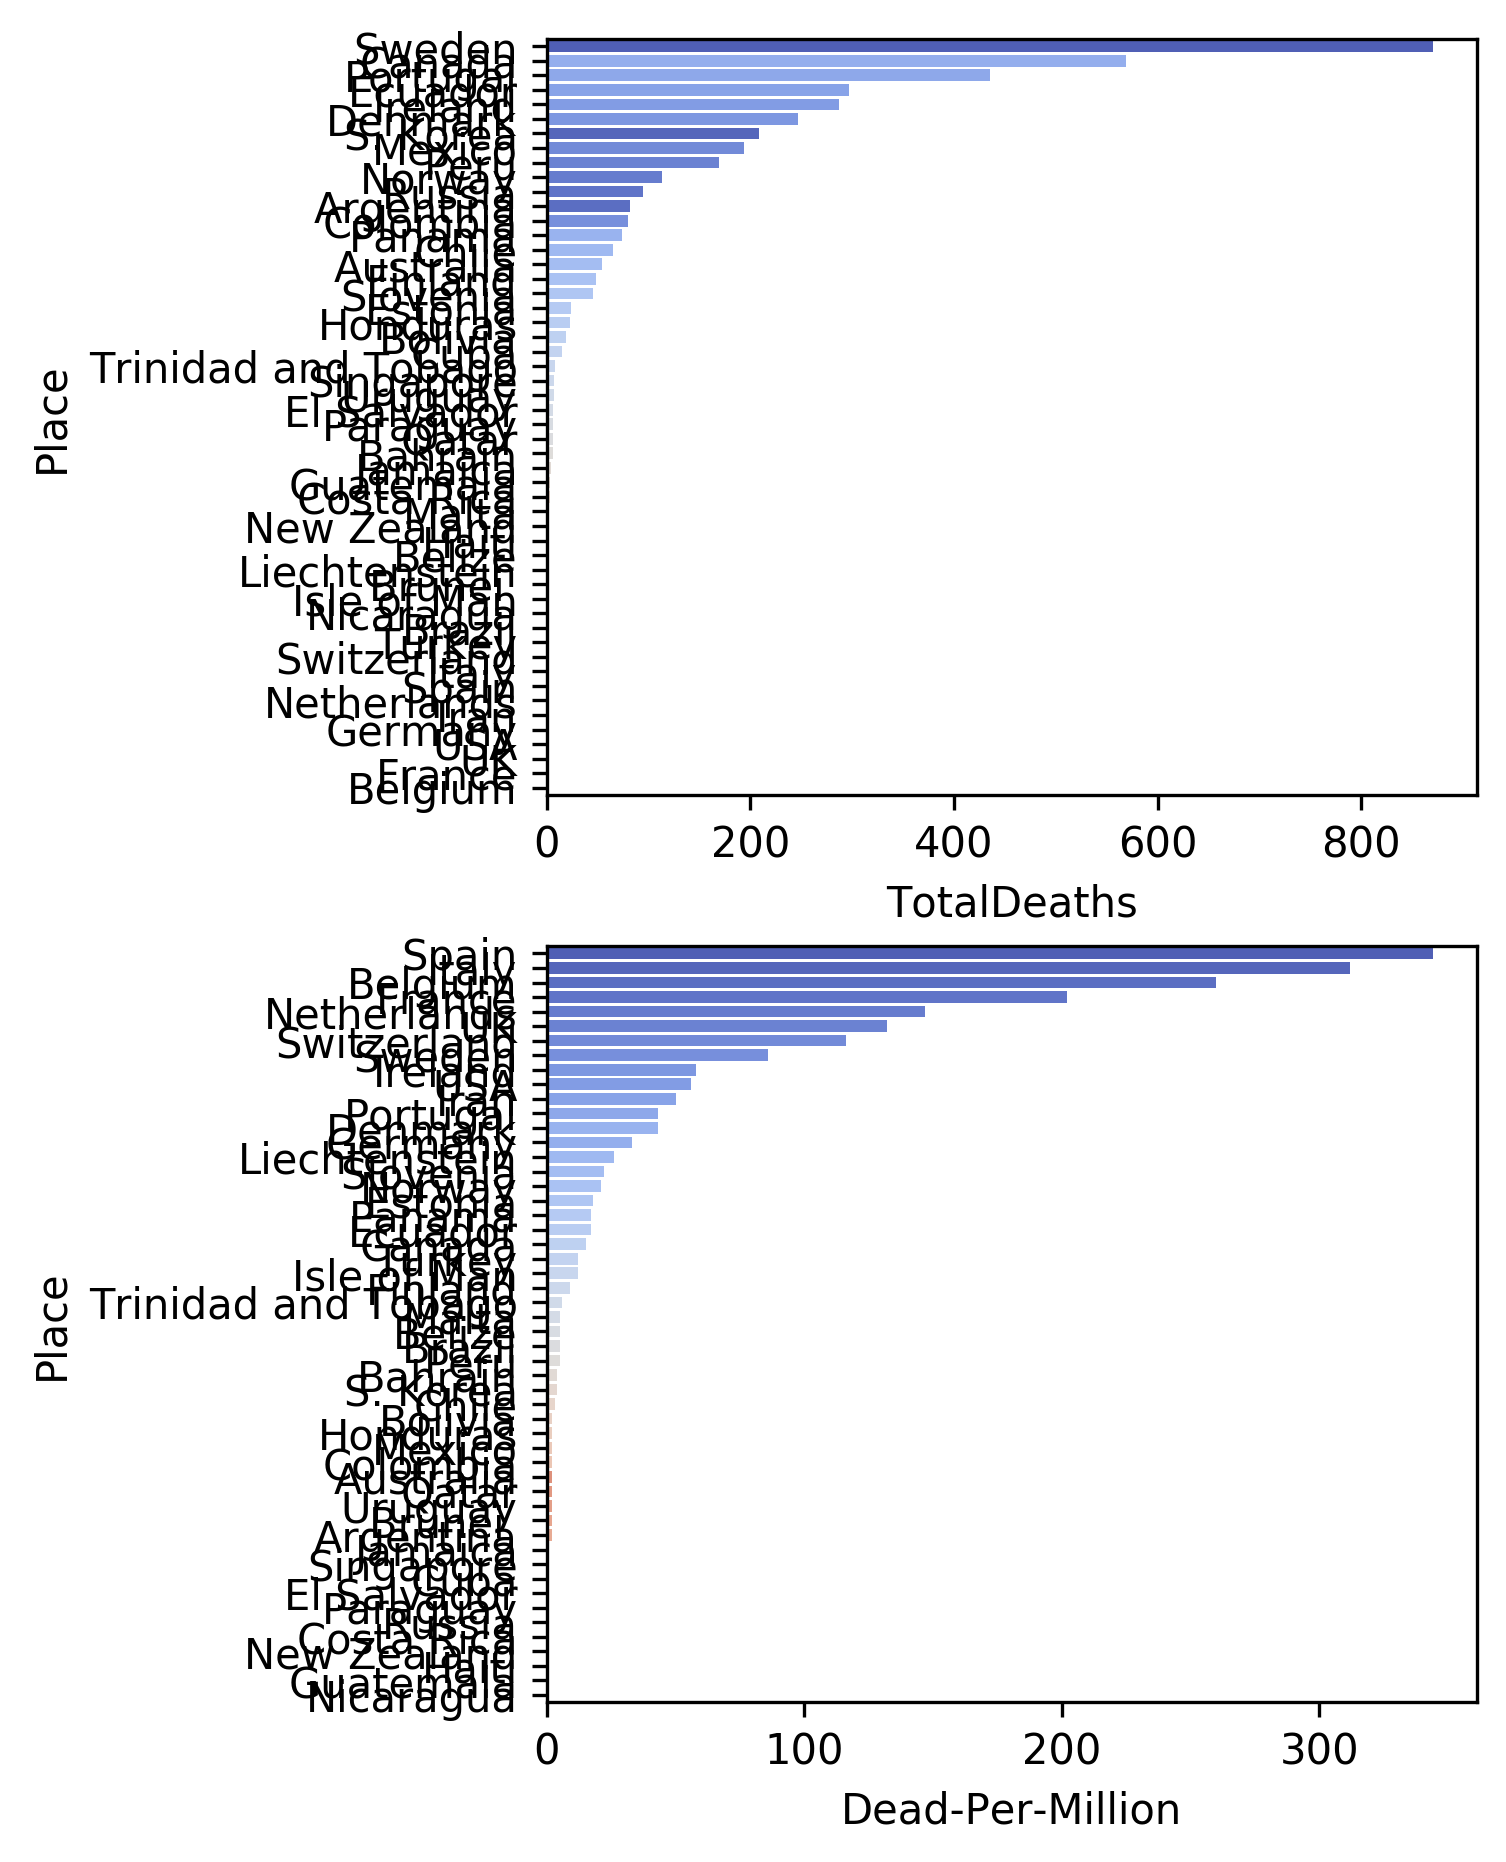 Place
Sweden
Canada
Portugal
Ecuador
Ireland
Denmark
S. Korea
Mexico
Peru
Norway
Russia
Argentina
Colombia
Panama
Chile
Australia
Finland
Slovenia
Estonia
Honduras
Bolivia
Cuba
Trinidad and Tobago
Singapore
Uruguay
El Salvador
Paraguay
Qatar
Bahrain
Jamaica
Guatemala
Costa Rica
Malta
New Zealand
Haiti
Belize
Liechtenstein
Brunei
Isle of Man
Nicaragua
Brazil
Turkey
Switzerland
Italy
Spain
Netherlands
Iran
Germany
USA
UK
France
Belgium
0 200 400 600 800
TotalDeaths
Place
Spain
Italy
Belgium
France
Netherlands
UK
Switzerland
Sweden
Ireland
USA
Iran
Portugal
Denmark
Germany
Liechtenstein
Slovenia
Norway
Estonia
Panama
Ecuador
Canada
Turkey
Isle of Man
Finland
Trinidad and Tobago
Malta
Belize
Brazil
Peru
Bahrain
S. Korea
Chile
Bolivia
Honduras
Mexico
Colombia
Australia
Qatar
Uruguay
Brunei
Argentina
Jamaica
Singapore
Cuba
El Salvador
Paraguay
Russia
Costa Rica
New Zealand
Haiti
Guatemala
Nicaragua
0 100 200 300
Dead-Per-Million